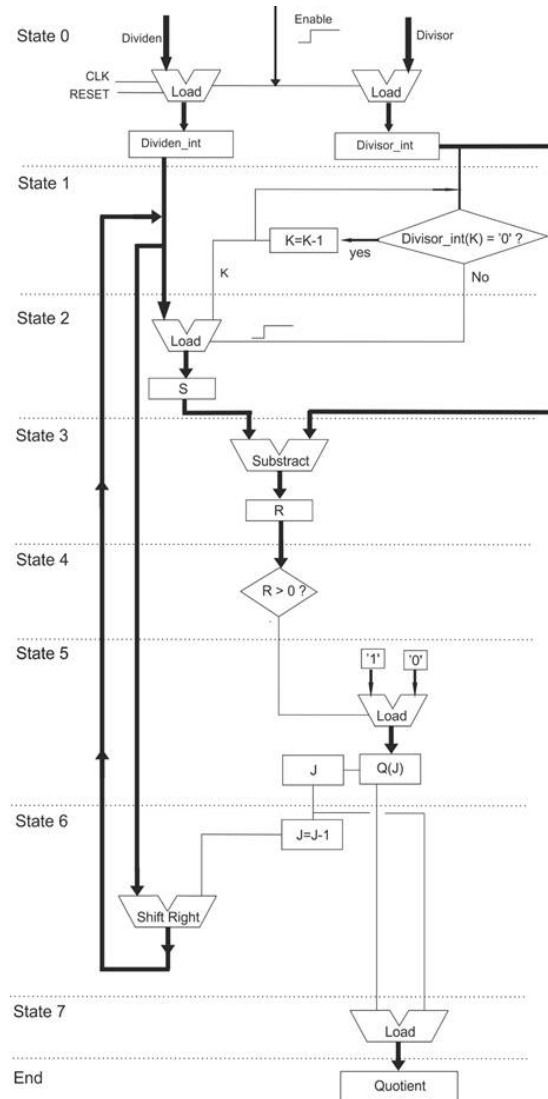 State 0
Dividen
Enable
Divisor
CLK
RESET
Load
Load
Dividen_int
Divisor_int
State 1
Divisor_int(K) = '0' ?
K=K-1
yes
K
No
State 2
Load
S
State 3
Substract
R
State 4
R > 0 ?
State 5
'1'
'0'
Load
J
Q(J)
State 6
J=J-1
Shift Right
State 7
Load
End
Quotient